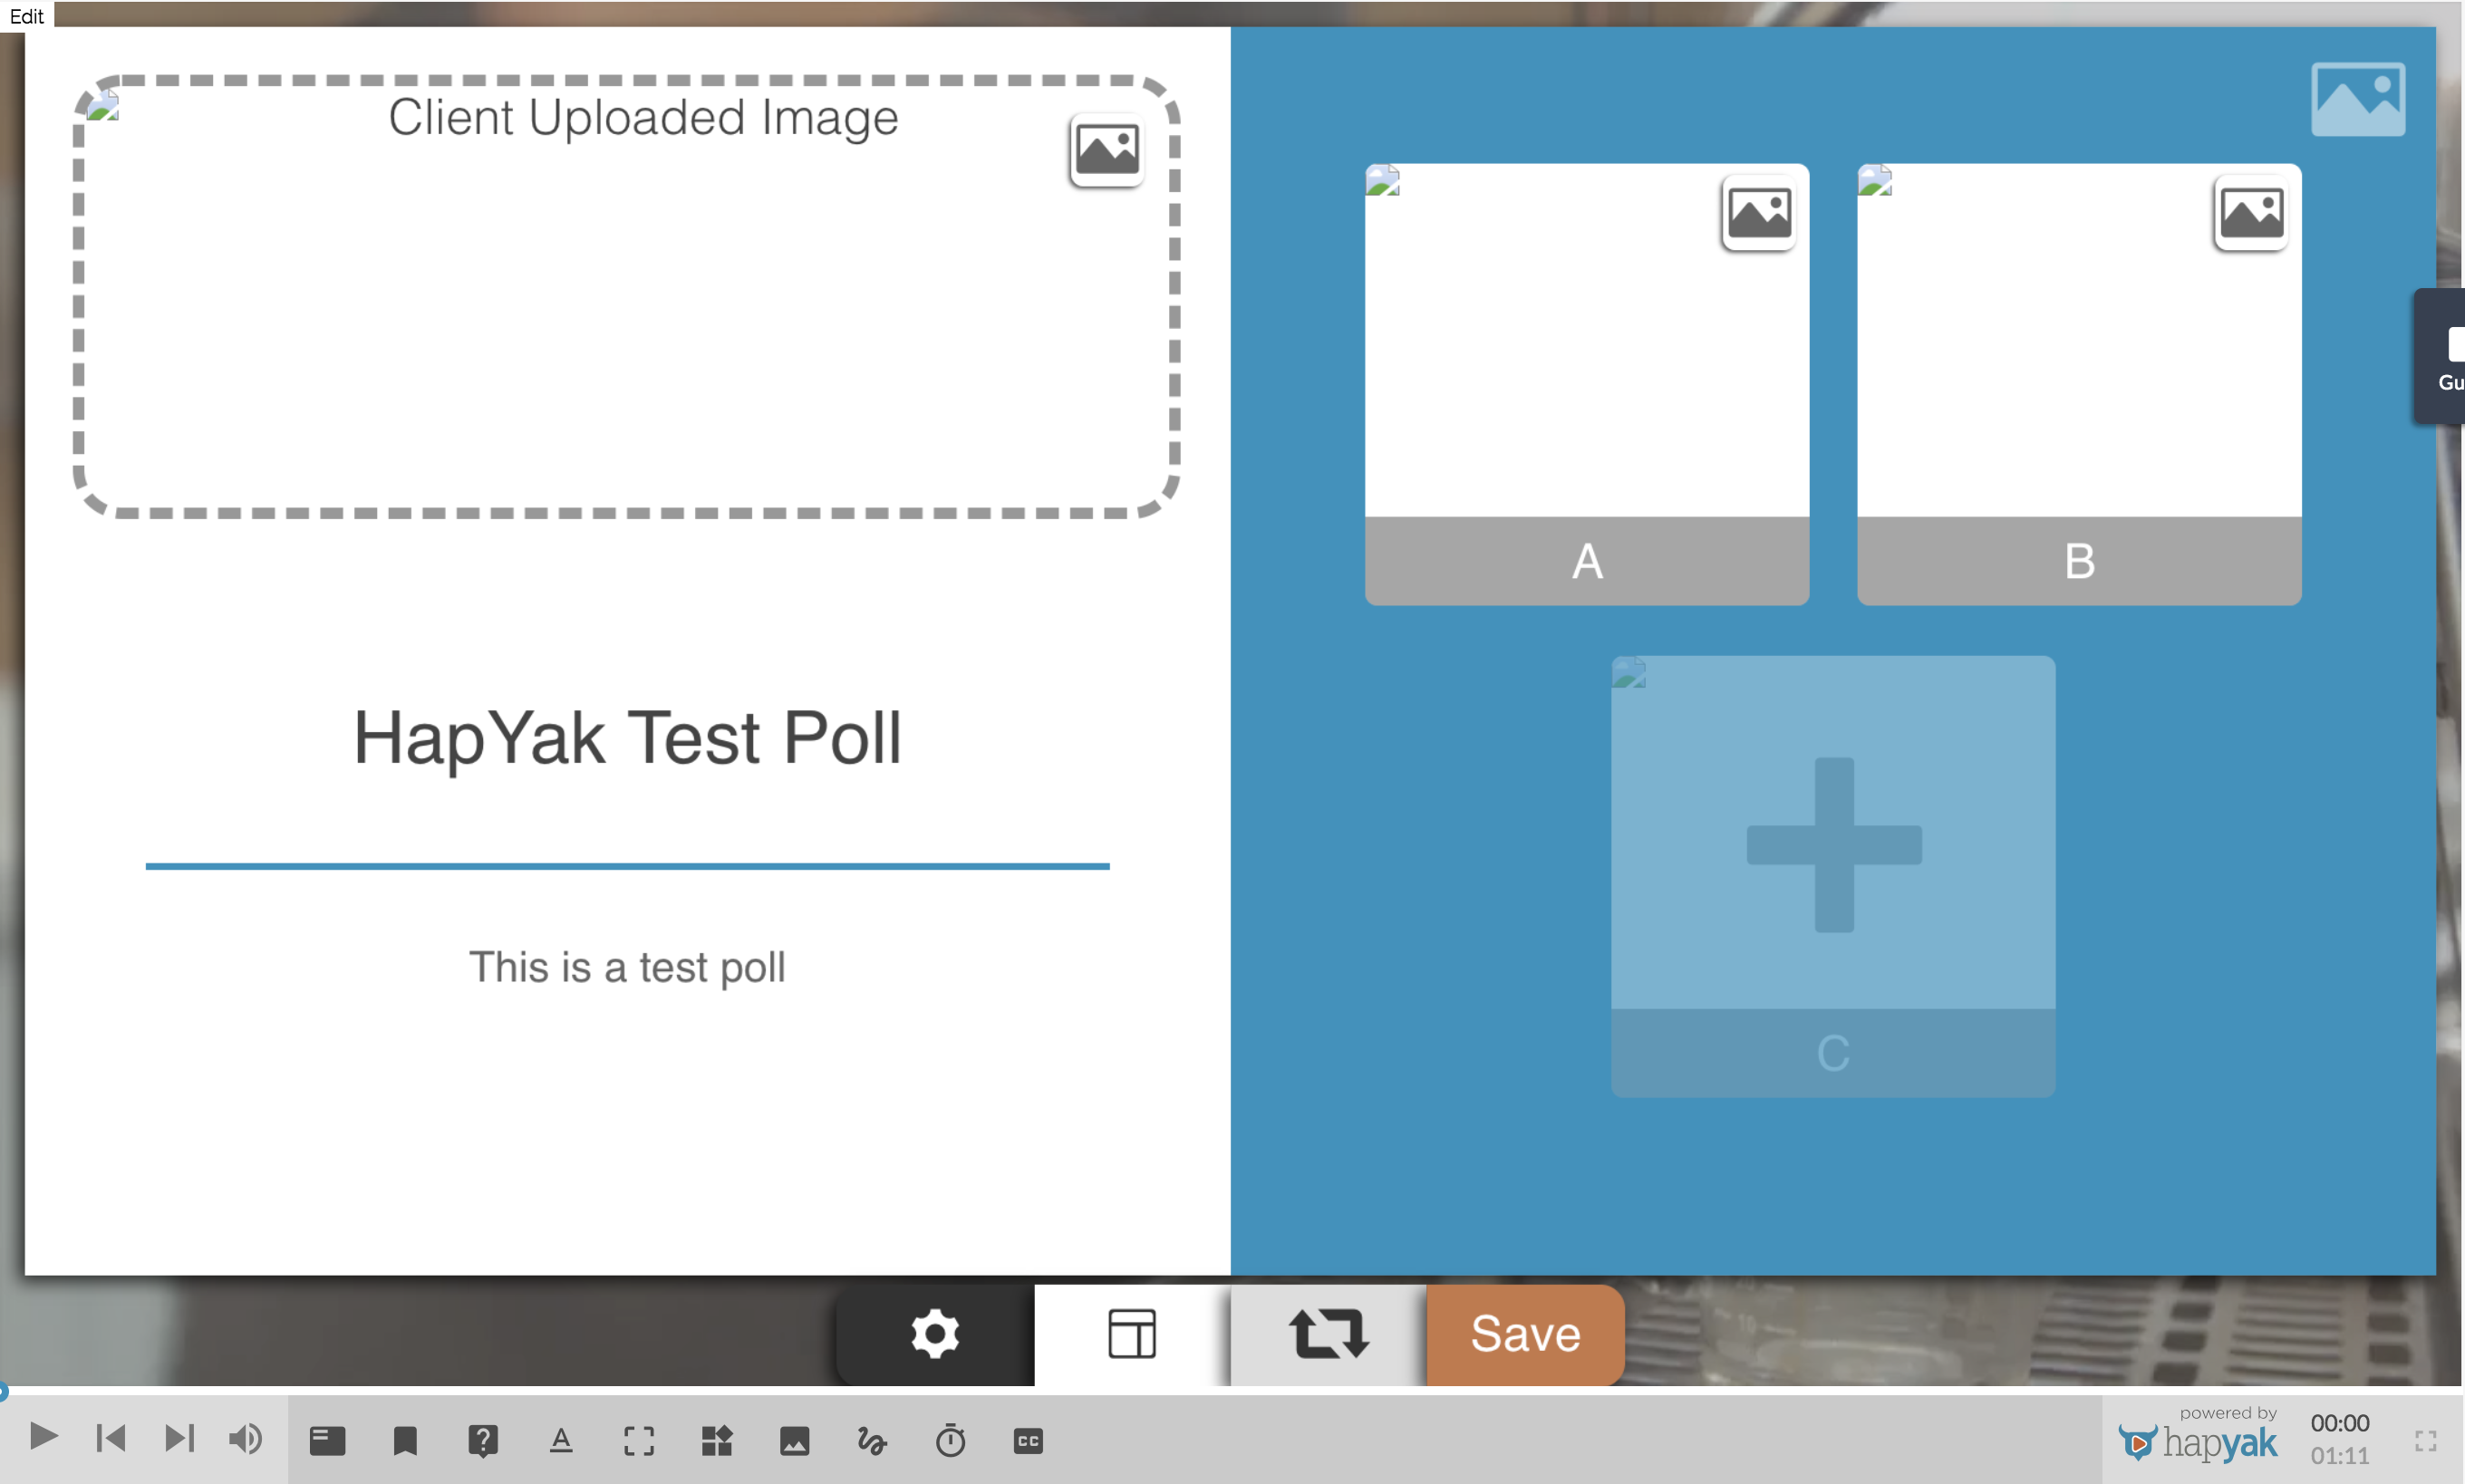 Edit
Client Uploaded Image
A
B
Gu
HapYak Test Poll
C
This is a test poll
Save
CC
powered by
hapyak
00:00
01:11